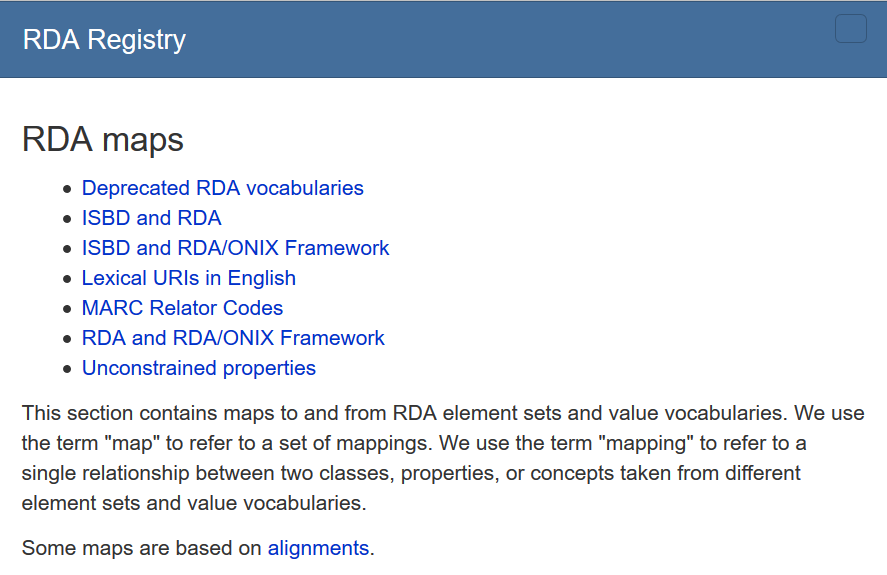 RDA Registry
RDA maps
Deprecated RDA vocabularies
ISBD and RDA
ISBD and RDA/ONIX Framework
Lexical URIs in English
MARC Relator Codes
RDA and RDA/ONIX Framework
Unconstrained properties
This section contains maps to and from RDA element sets and value vocabularies. We use
the term "map" to refer to a set of mappings. We use the term "mapping" to refer to a
single relationship between two classes, properties, or concepts taken from different
element sets and value vocabularies.
Some maps are based on alignments.